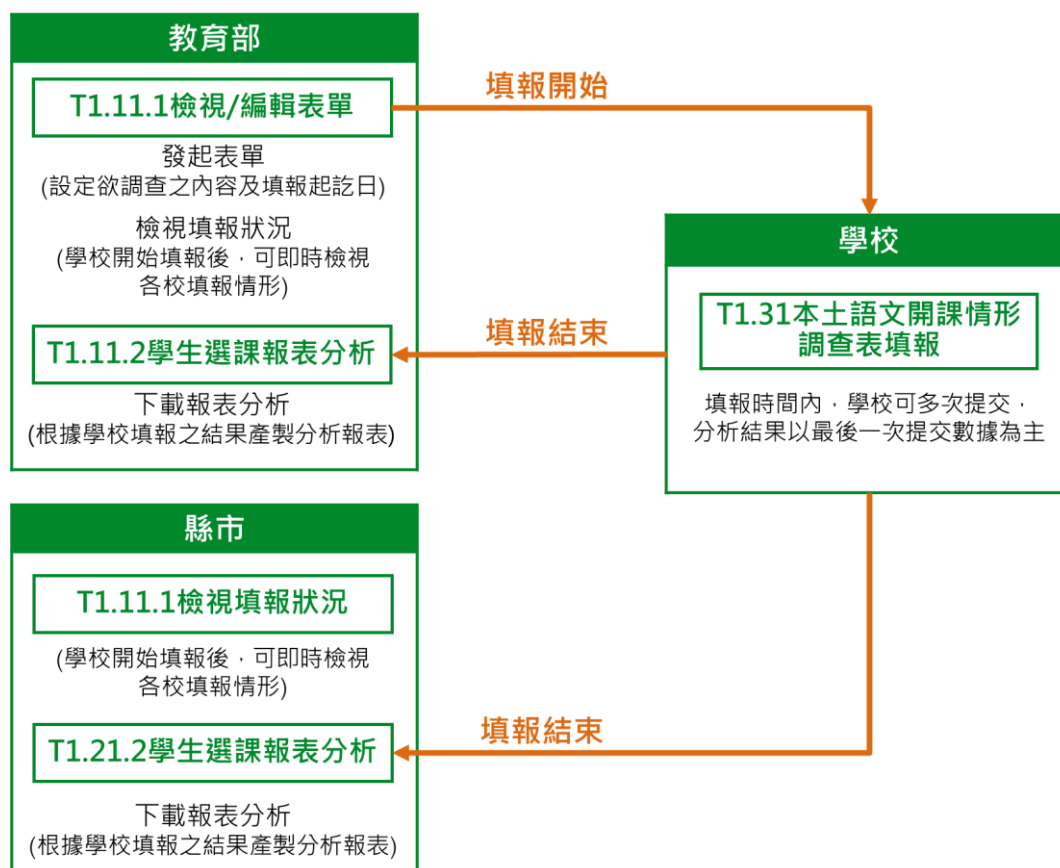 教育部
T1.11.1檢視/編輯表單
發起表單
(設定欲調查之內容及填報起訖日)
檢視填報狀況
(學校開始填報後，可即時檢視
各校填報情形)
T1.11.2學生選課報表分析
下載報表分析
(根據學校填報之結果產製分析報表)
填報開始
填報結束
學校
T1.31本土語文開課情形
調查表填報
填報時間內，學校可多次提交，
分析結果以最後一次提交數據為主
縣市
T1.11.1檢視填報狀況
(學校開始填報後，可即時檢視
各校填報情形)
T1.21.2學生選課報表分析
下載報表分析
(根據學校填報之結果產製分析報表)
填報結束